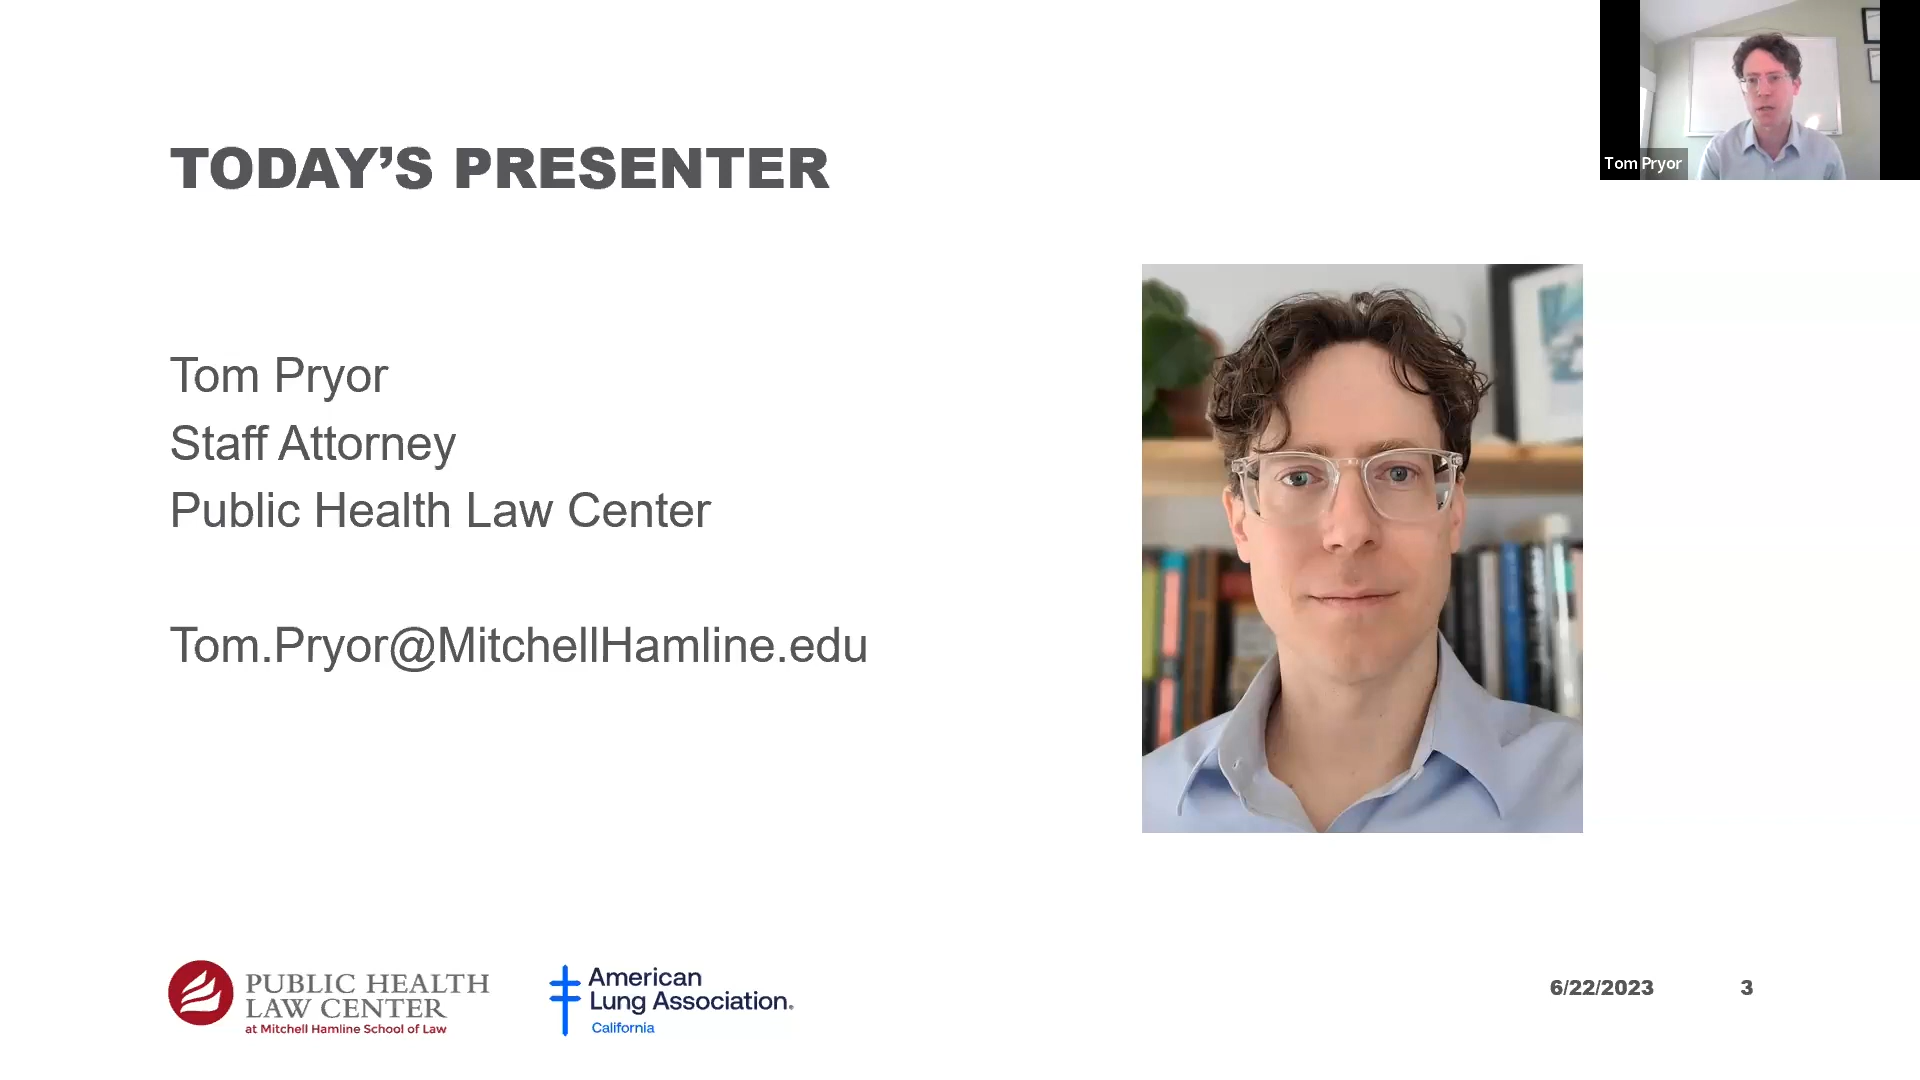 TODAY’S PRESENTER
Tom Pryor
Tom Pryor
Staff Attorney
Public Health Law Center
Tom.Pryor@MitchellHamline.edu
PUBLIC HEALTH
LAW CENTER
at Mitchell Hamline School of Law
American
Lung Association.
California
6/22/2023
3